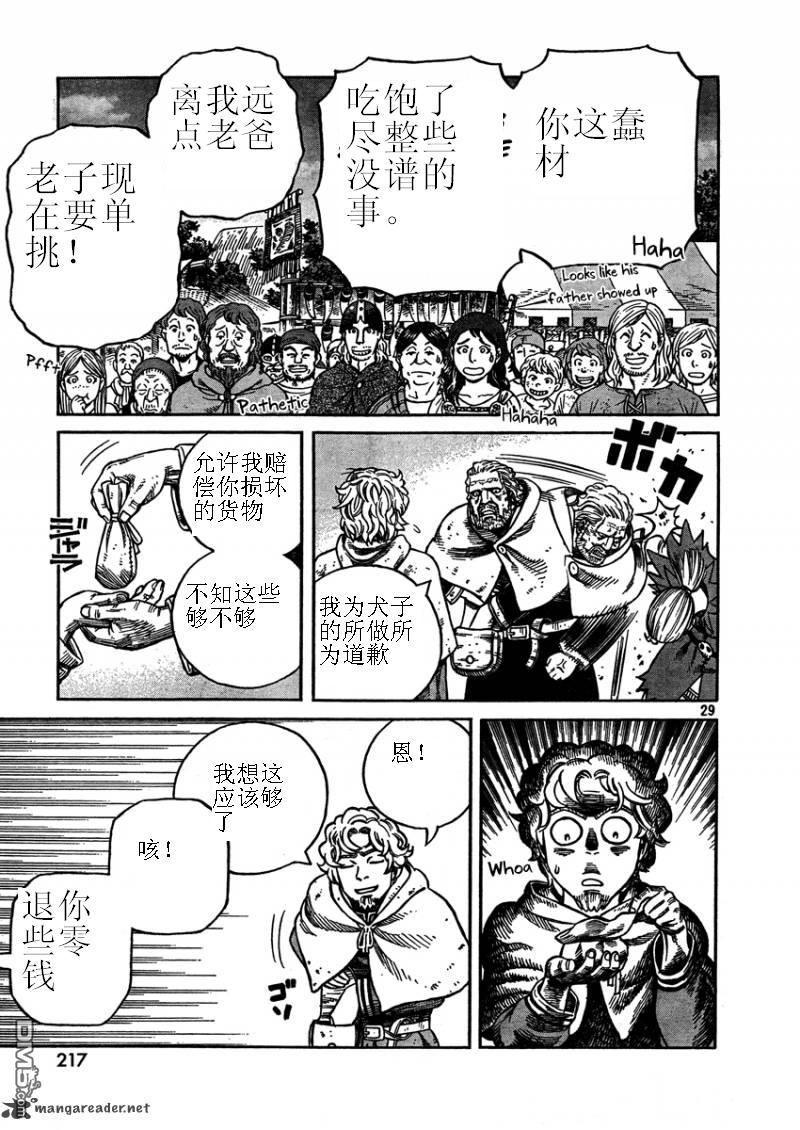 你这蠢
材
吃饱了
尽整些
没谱的
事。
离我远
点老爸
老子现
在要单
挑！
Haha
Looks like his
father showed up
Pfft
Pathetic
Hahaha
ボカ
我为犬子
的所做所
为道歉
允许我赔
偿你损坏
的货物
不知这些
够不够
ジャラ
29
Whoa
恩！
我想这
应该够
了
咳！
你零
退些
钱
ゴソ
217
DM5
mangareader.net